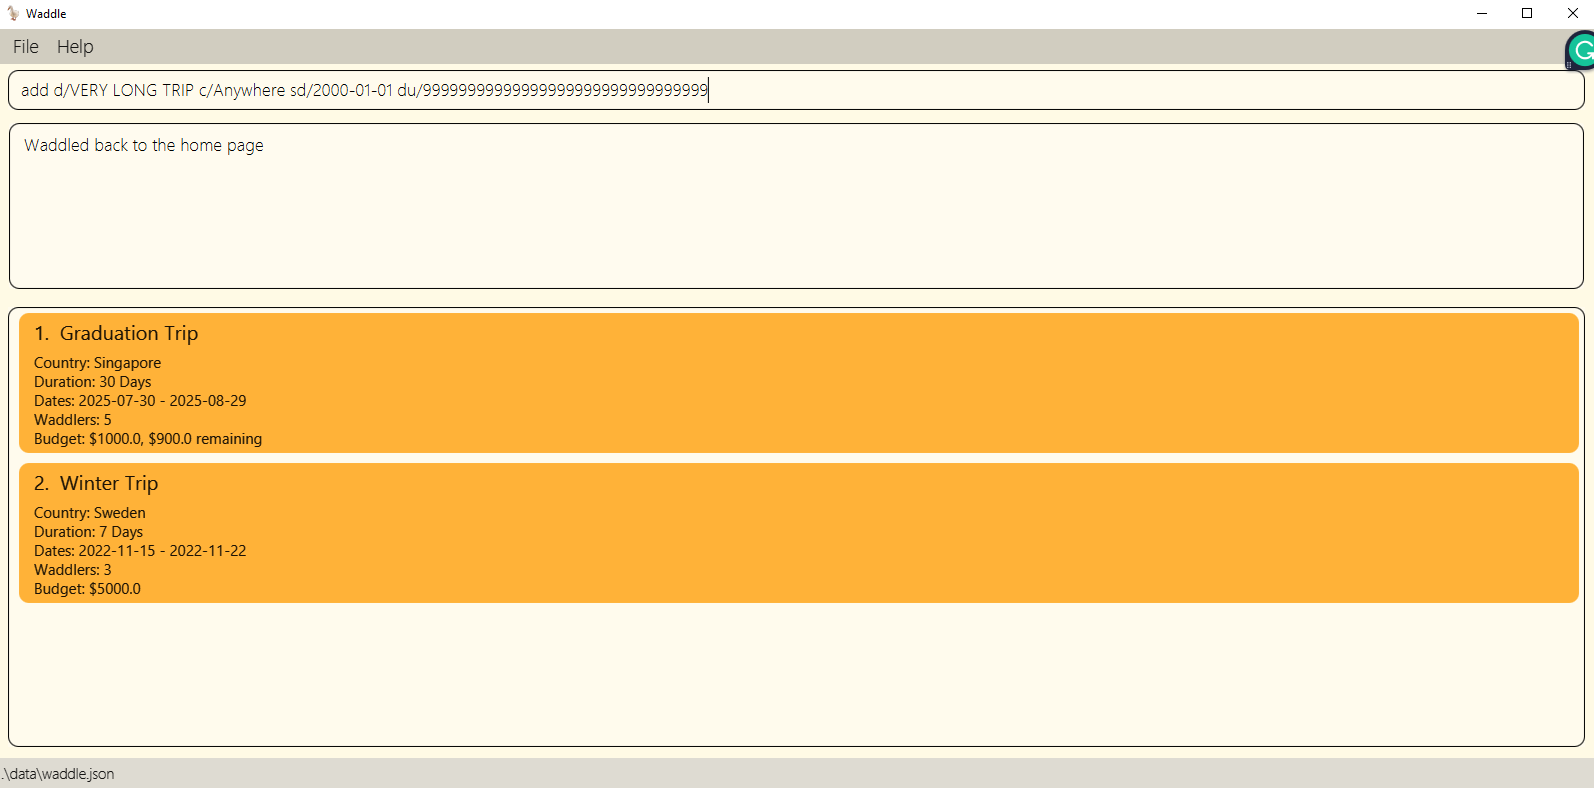 Waddle
File Help
add d/VERY LONG TRIP c/Anywhere sd/2000-01-01 du/999999999999999999999999999999999999999
Waddled back to the home page
1. Graduation Trip
Country: Singapore
Duration: 30 Days
Dates: 2025-07-30 - 2025-08-29
Waddlers: 5
Budget: $1000.0, $900.0 remaining
2. Winter Trip
Country: Sweden
Duration: 7 Days
Dates: 2022-11-15 - 2022-11-22
Waddlers: 3
Budget: $5000.0
.\data\waddle.json